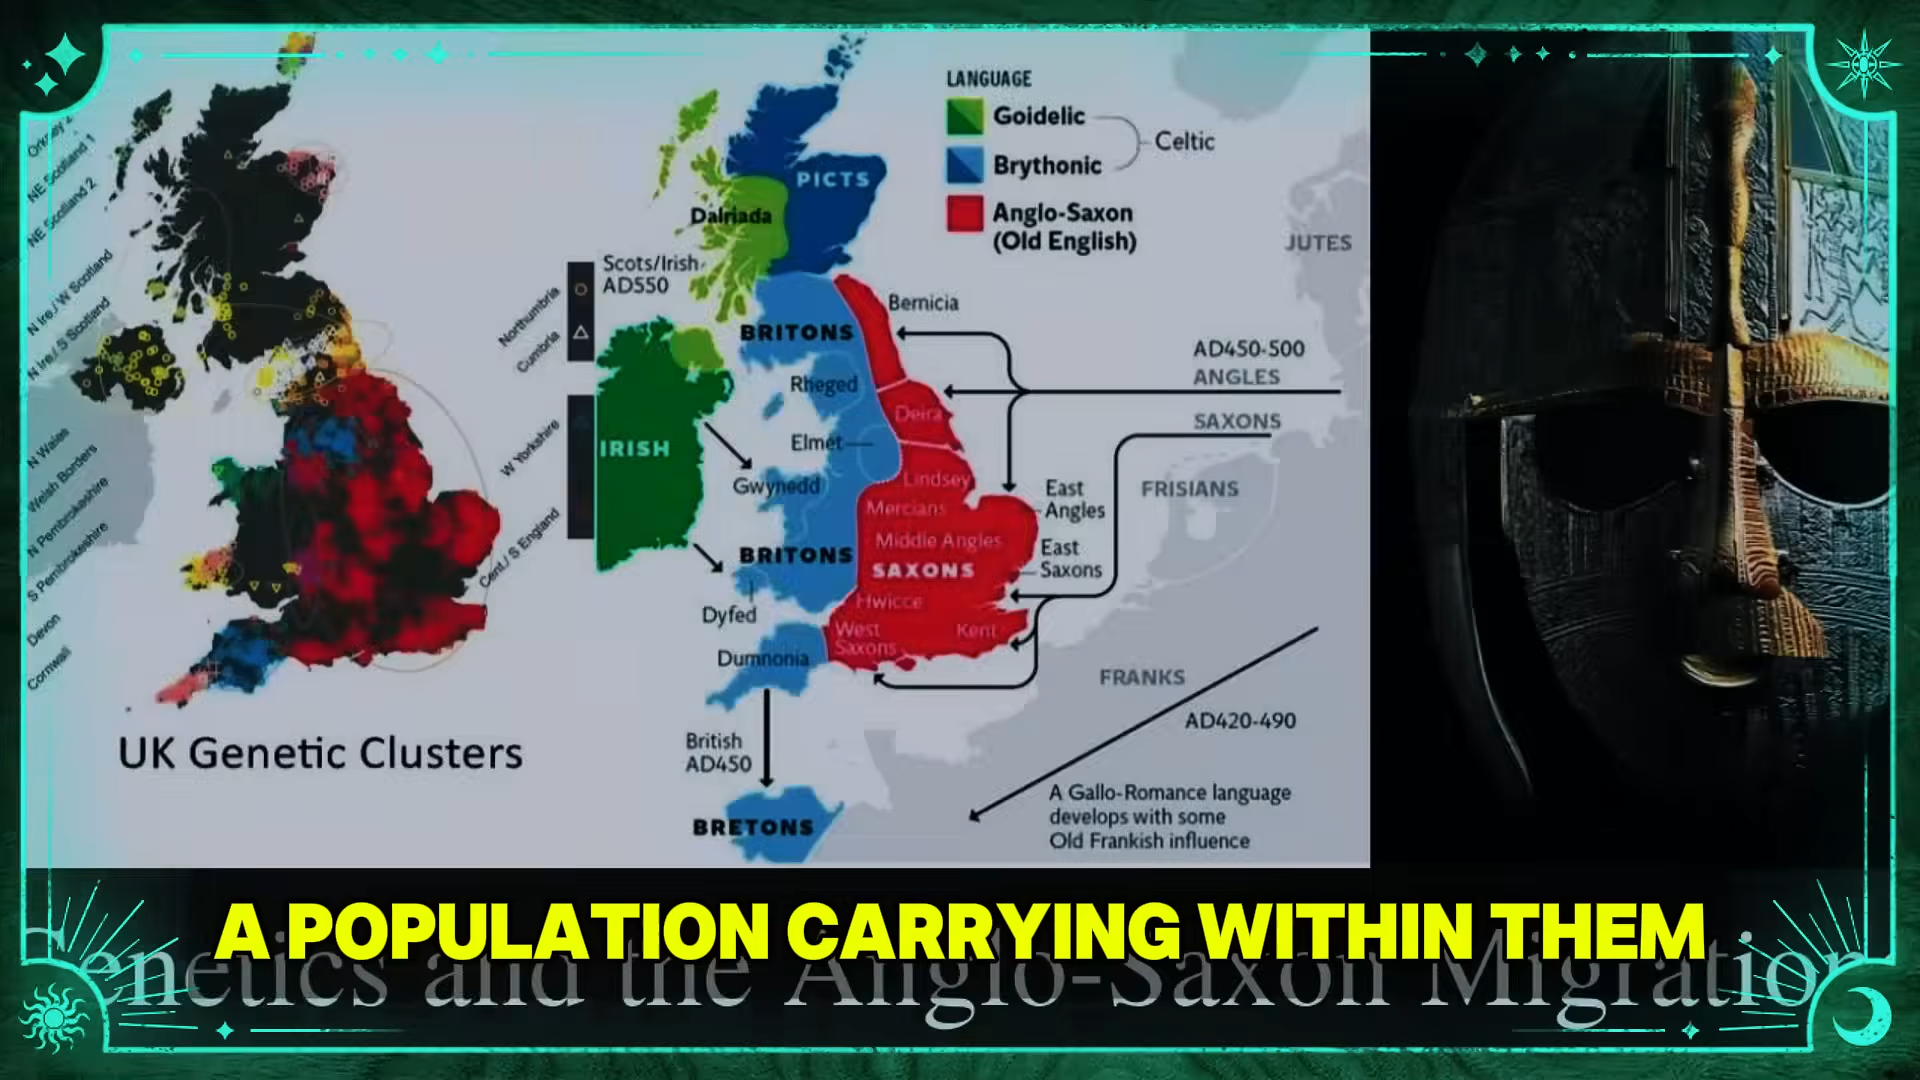 Orkney 2
NE Scotland 1
NE Scotland 2
N Ire / W Scotland
N Ire / S Scotland
N Wales
Welsh Borders
N Pembrokeshire
S Pembrokeshire
Devon
Cornwall
Northumbria
Cumbria
W Yorkshire
Cent./ S England
UK Genetic Clusters
LANGUAGE
Goidelic
Brythonic
Celtic
Anglo-Saxon
(Old English)
PICTS
Dalriada
Scots/Irish
AD550
JUTES
BRITONS
Bernicia
AD450-500
ANGLES
Rheged
Deira
SAXONS
Elmet
IRISH
Gwynedd
Lindsey
Mercians
East
Angles
FRISIANS
Middle Angles
BRITONS
East
Saxons
SAXONS
Hwicce
Dyfed
West
Saxons
Kent
Dumnonia
FRANKS
AD420-490
British
AD450
BRETONS
A Gallo-Romance language
develops with some
Old Frankish influence
A POPULATION CARRYING WITHIN THEM
Genetics and the Anglo-Saxon Migration